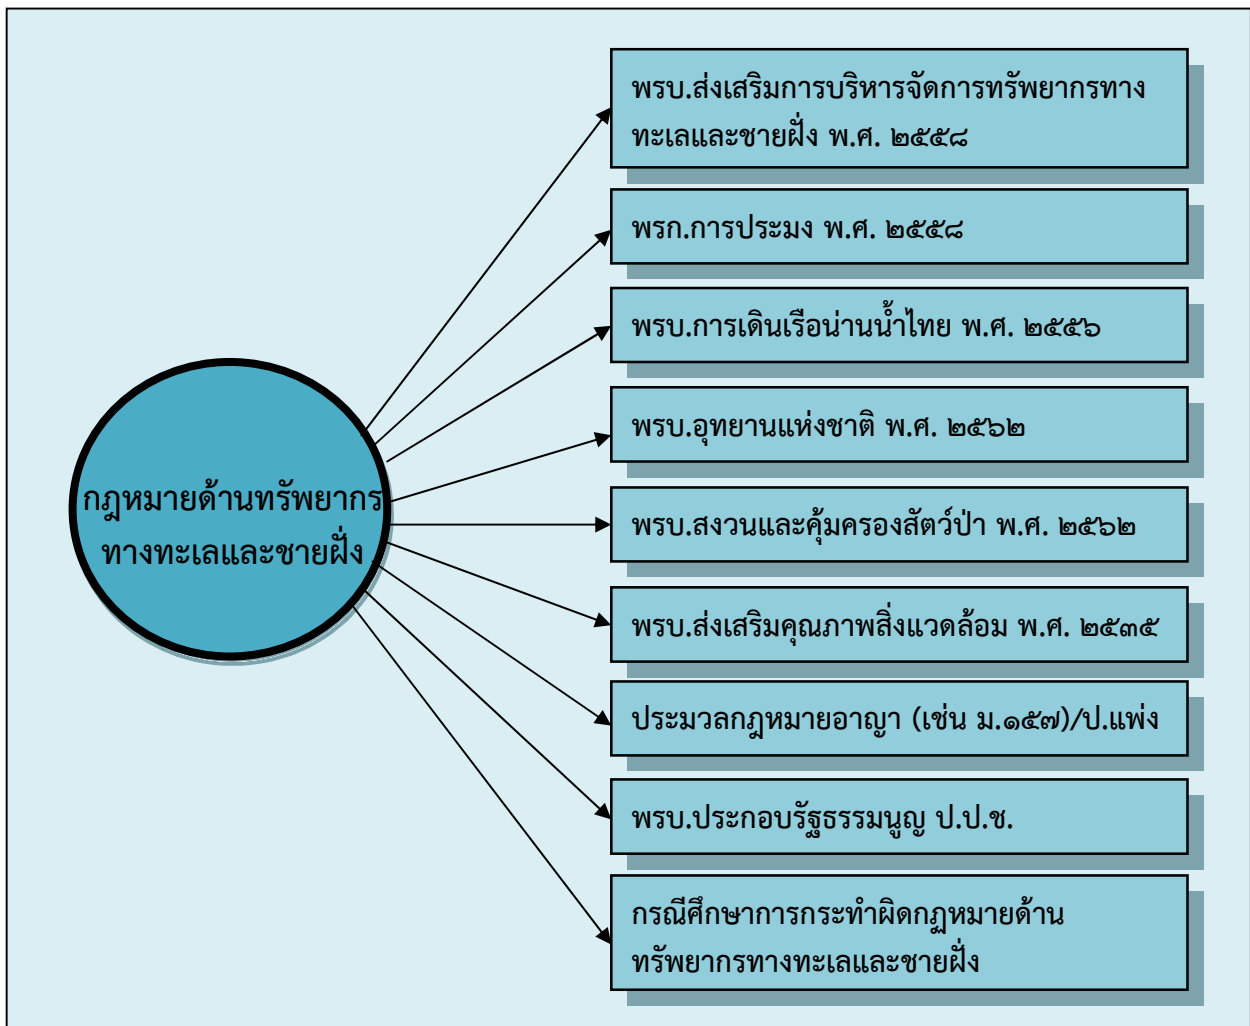 พรบ.ส่งเสริมการบริหารจัดการทรัพยากรทาง
ทะเลและชายฝั่ง พ.ศ. ๒๕๕๘
พรก.การประมง พ.ศ. ๒๕๕๘
พรบ.การเดินเรือน่านน้ำไทย พ.ศ. ๒๕๕๖
พรบ.อุทยานแห่งชาติ พ.ศ. ๒๕๖๒
กฎหมายด้านทรัพยากร
ทางทะเลและชายฝั่ง
พรบ.สงวนและคุ้มครองสัตว์ป่า พ.ศ. ๒๕๖๒
พรบ.ส่งเสริมคุณภาพสิ่งแวดล้อม พ.ศ. ๒๕๓๕
ประมวลกฎหมายอาญา (เช่น ม.๑๕๗)/ป.แพ่ง
พรบ.ประกอบรัฐธรรมนูญ ป.ป.ช.
กรณีศึกษาการกระทำผิดกฏหมายด้าน
ทรัพยากรทางทะเลและชายฝั่ง